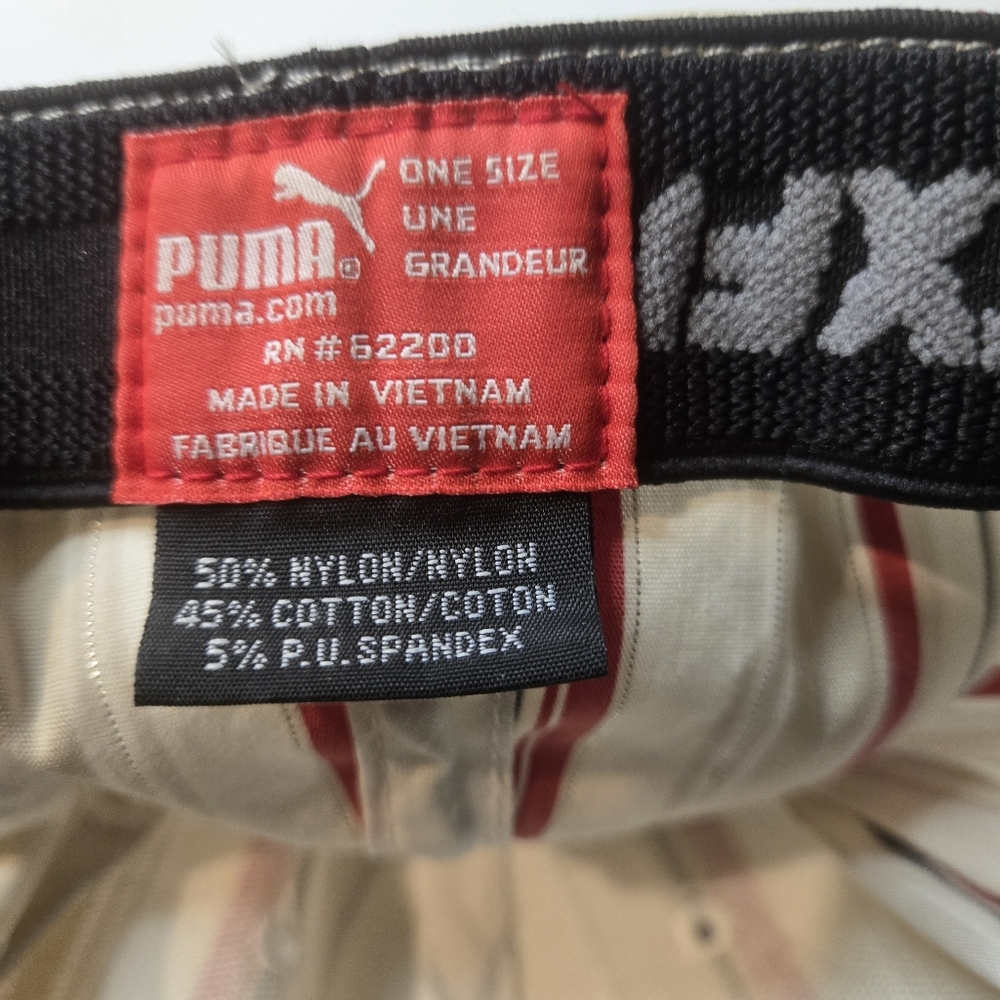 PUMA
puma.com
ONE SIZE
UNE
GRANDEUR
RN # 62200
MADE IN VIETNAM
FABRIQUE AU VIETNAM
50% NYLON/NYLON
45% COTTON/COTON
5% P.U.SPANDEX